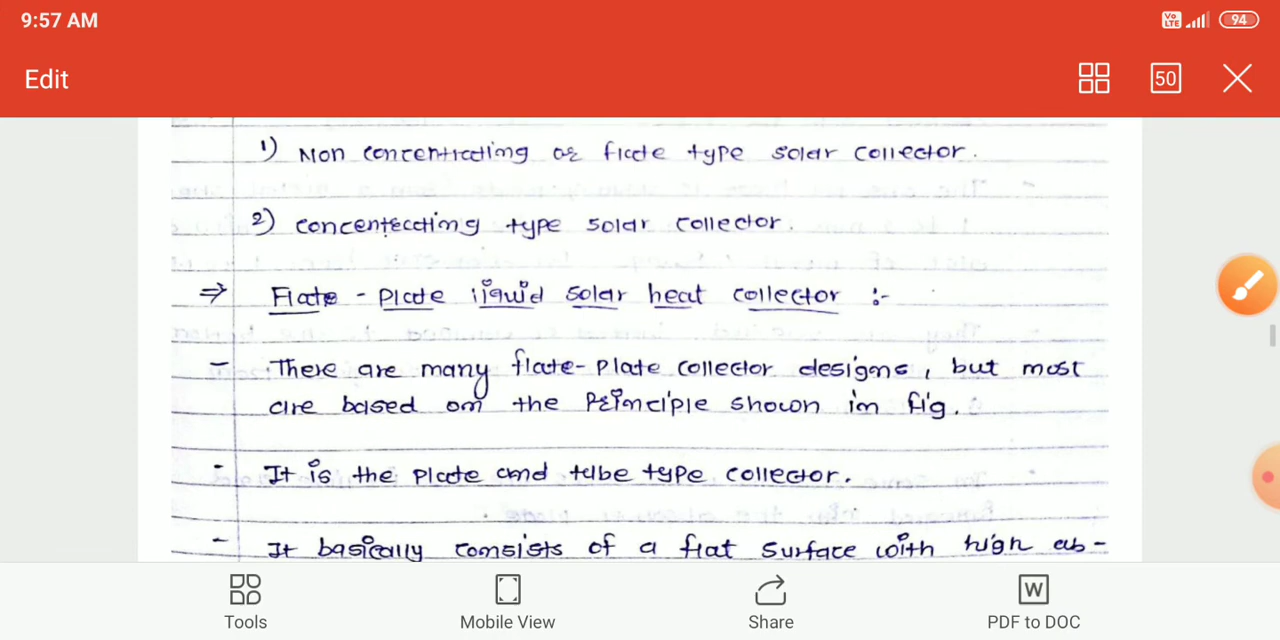 9:57 AM
Vo LTE
94
Edit
50
1) Non concentrating or flate type solar collector.
2) concentrating type solar collector.
⇒ Flate - Plate liquid solar heat collector :-
- There are many flate-Plate collector designs, but most
are based on the Principle shown in fig.
- It is the Plate and tube type collector.
- It basically consists of a flat surface with high ab-
Tools
Mobile View
Share
W
PDF to DOC